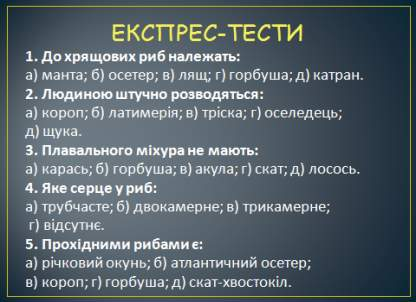 ЕКСПРЕС-ТЕСТИ
1. До хрящових риб належать:
а) манта; б) осетер; в) лящ; г) горбуша; д) катран.
2. Людиною штучно розводяться:
а) короп; б) латимерія; в) тріска; г) оселедець;
д) щука.
3. Плавального міхура не мають:
а) карась; б) горбуша; в) акула; г) скат; д) лосось.
4. Яке серце у риб:
а) трубчасте; б) двокамерне; в) трикамерне;
г) відсутнє.
5. Прохідними рибами є:
а) річковий окунь; б) атлантичний осетер;
в) короп; г) горбуша; д) скат-хвостокіл.